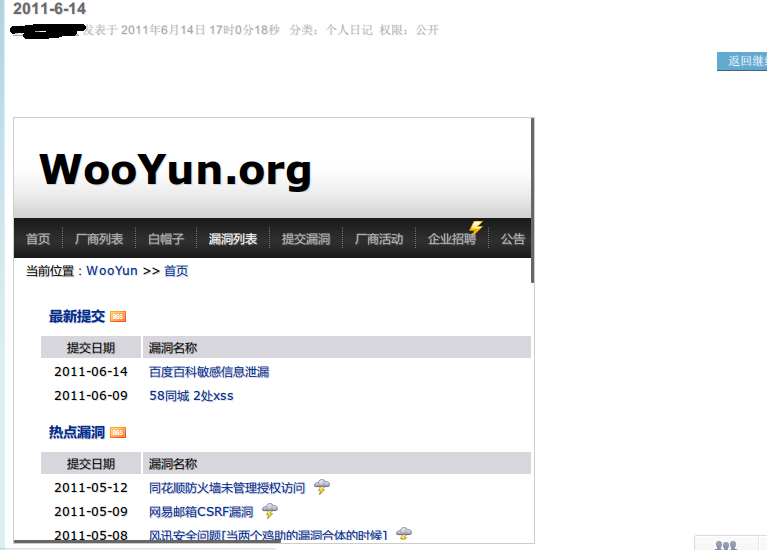 2011-6-14
发表于 2011年6月14日 17时0分18秒 分类：个人日记 权限：公开
返回继
WooYun.org
首页 厂商列表 白帽子 漏洞列表 提交漏洞 厂商活动 企业招聘 公告
当前位置：WooYun >> 首页
最新提交 RSS
提交日期 漏洞名称
2011-06-14 百度百科敏感信息泄漏
2011-06-09 58同城 2处xss
热点漏洞 RSS
提交日期 漏洞名称
2011-05-12 同花顺防火墙未管理授权访问
2011-05-09 网易邮箱CSRF漏洞
2011-05-08 风讯安全问题[当两个鸡肋的漏洞合体的时候]